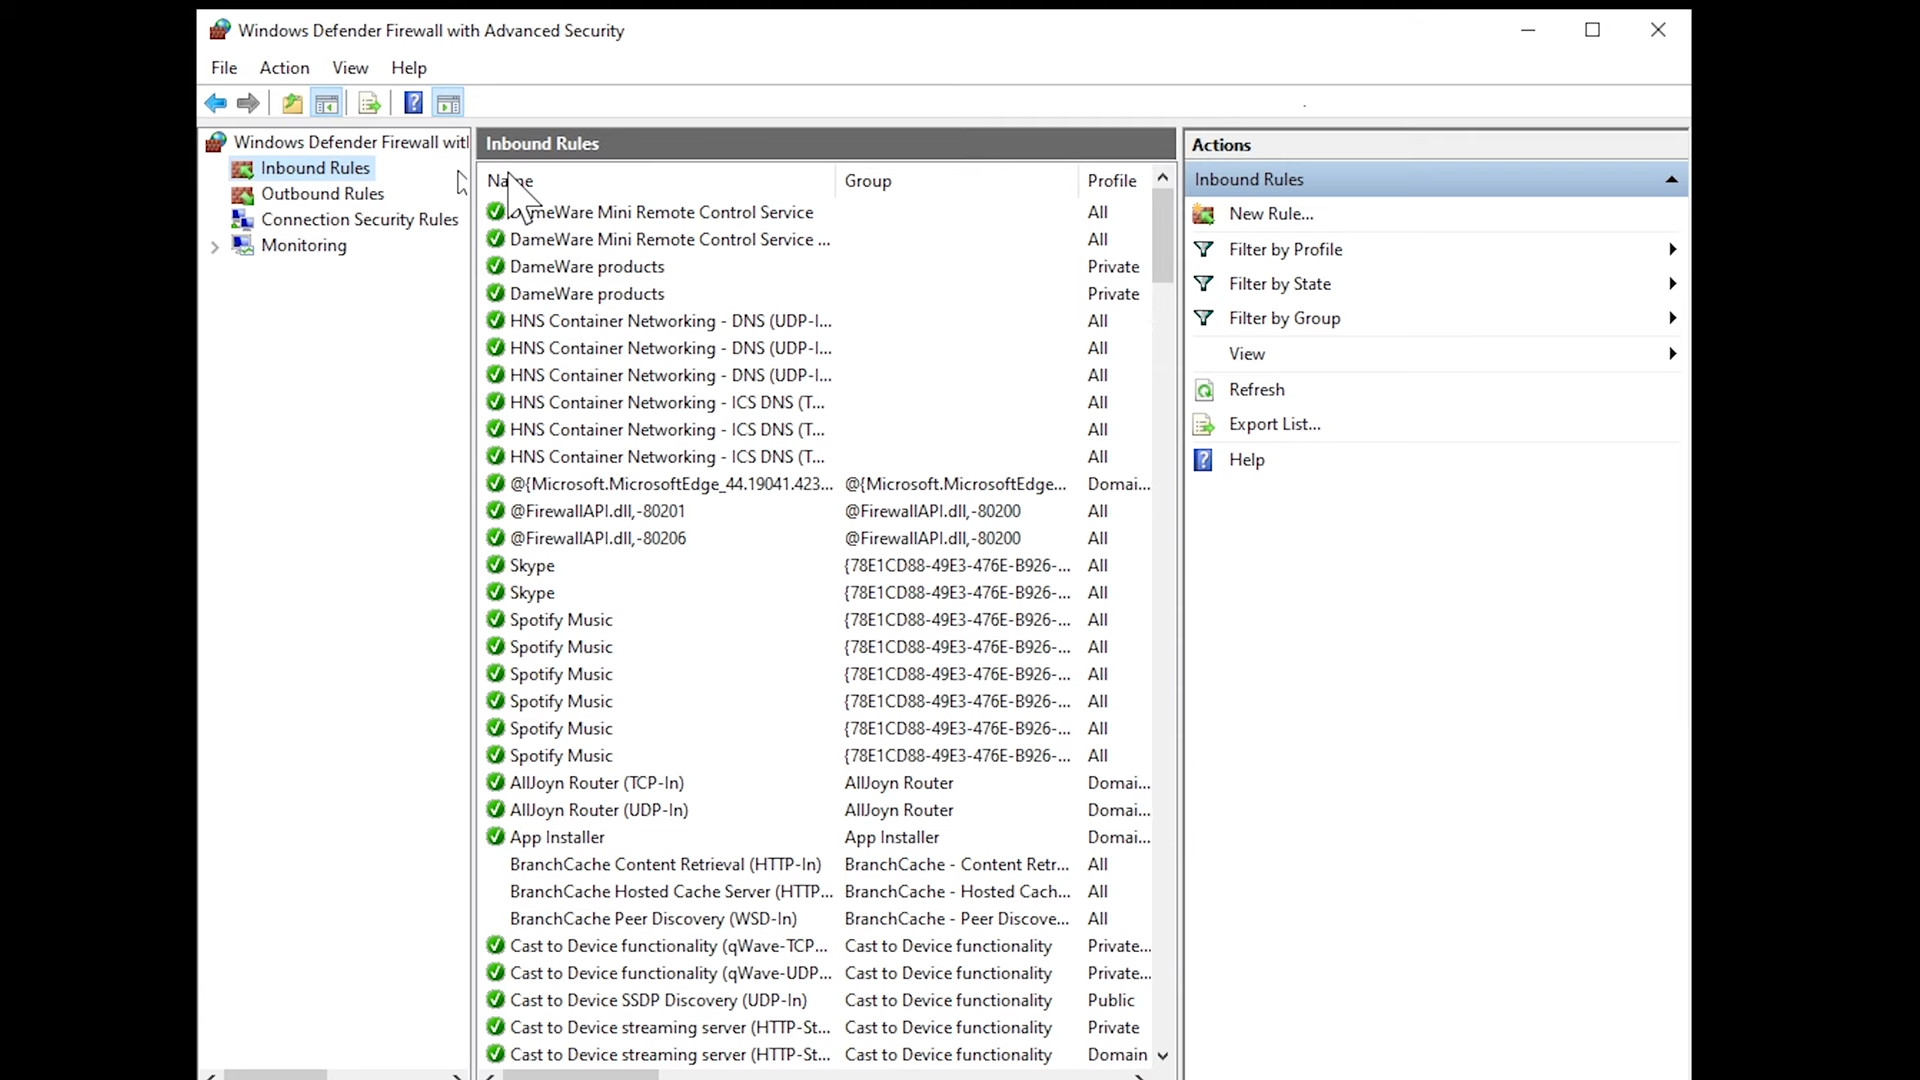 Windows Defender Firewall with Advanced Security
File Action View Help
Windows Defender Firewall wit
Inbound Rules
Outbound Rules
Connection Security Rules
Monitoring
Inbound Rules
Name Group Profile
DameWare Mini Remote Control Service All
DameWare Mini Remote Control Service ... All
DameWare products Private
DameWare products Private
HNS Container Networking - DNS (UDP-I... All
HNS Container Networking - DNS (UDP-I... All
HNS Container Networking - DNS (UDP-I... All
HNS Container Networking - ICS DNS (T... All
HNS Container Networking - ICS DNS (T... All
HNS Container Networking - ICS DNS (T... All
@{Microsoft.MicrosoftEdge_44.19041.423... @{Microsoft.MicrosoftEdge... Domai...
@FirewallAPI.dll,-80201 @FirewallAPI.dll,-80200 All
@FirewallAPI.dll,-80206 @FirewallAPI.dll,-80200 All
Skype {78E1CD88-49E3-476E-B926-... All
Skype {78E1CD88-49E3-476E-B926-... All
Spotify Music {78E1CD88-49E3-476E-B926-... All
Spotify Music {78E1CD88-49E3-476E-B926-... All
Spotify Music {78E1CD88-49E3-476E-B926-... All
Spotify Music {78E1CD88-49E3-476E-B926-... All
Spotify Music {78E1CD88-49E3-476E-B926-... All
Spotify Music {78E1CD88-49E3-476E-B926-... All
AllJoyn Router (TCP-In) AllJoyn Router Domai...
AllJoyn Router (UDP-In) AllJoyn Router Domai...
App Installer App Installer Domai...
BranchCache Content Retrieval (HTTP-In) BranchCache - Content Retr... All
BranchCache Hosted Cache Server (HTTP... BranchCache - Hosted Cach... All
BranchCache Peer Discovery (WSD-In) BranchCache - Peer Discove... All
Cast to Device functionality (qWave-TCP... Cast to Device functionality Private...
Cast to Device functionality (qWave-UDP... Cast to Device functionality Private...
Cast to Device SSDP Discovery (UDP-In) Cast to Device functionality Public
Cast to Device streaming server (HTTP-St... Cast to Device functionality Private
Cast to Device streaming server (HTTP-St... Cast to Device functionality Domain
Actions
Inbound Rules
New Rule...
Filter by Profile
Filter by State
Filter by Group
View
Refresh
Export List...
Help